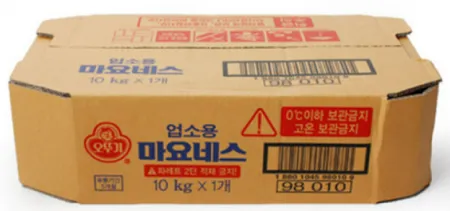 업소용
마요네스
10 kg × 1개
98 010
오뚜기
업소용
마요네스
파레트 2단 적재 금지!
10 kg × 1개
0℃이하 보관금지
고온 보관금지
98 010